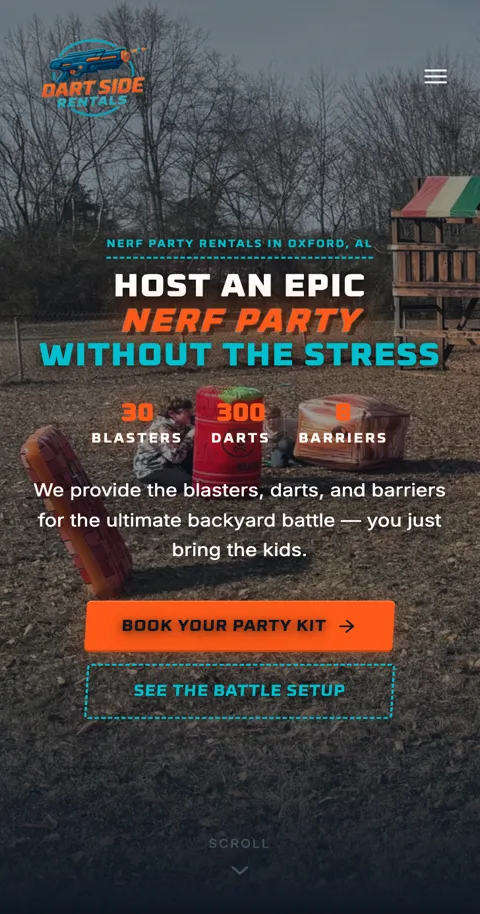 DART SIDE
RENTALS
NERF PARTY RENTALS IN OXFORD, AL
HOST AN EPIC
NERF PARTY
WITHOUT THE STRESS
30 300 8
BLASTERS DARTS BARRIERS
We provide the blasters, darts, and barriers
for the ultimate backyard battle — you just
bring the kids.
BOOK YOUR PARTY KIT →
SEE THE BATTLE SETUP
SCROLL